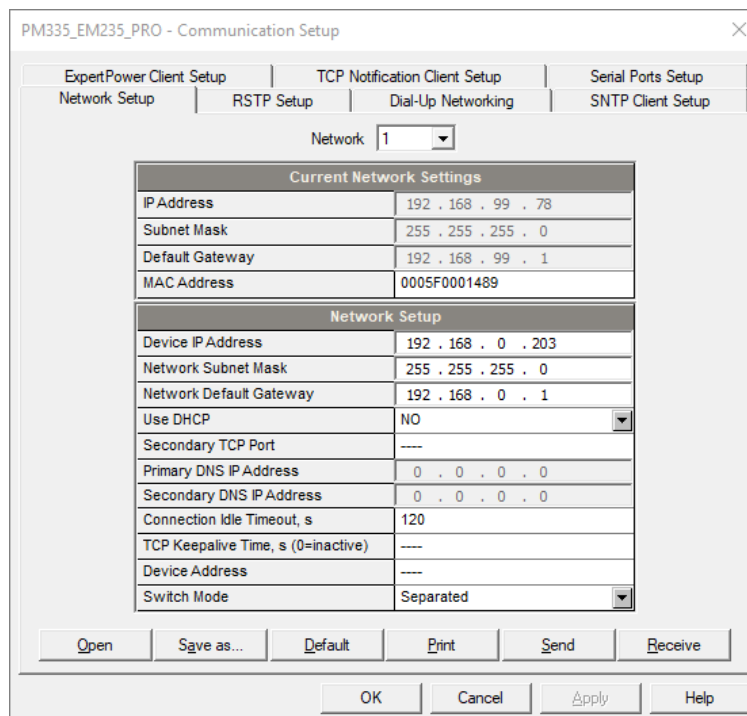 PM335_EM235_PRO - Communication Setup
ExpertPower Client Setup TCP Notification Client Setup Serial Ports Setup
Network Setup RSTP Setup Dial-Up Networking SNTP Client Setup
Network 1
Current Network Settings
IP Address 192 . 168 . 99 . 78
Subnet Mask 255 . 255 . 255 . 0
Default Gateway 192 . 168 . 99 . 1
MAC Address 0005F0001489
Network Setup
Device IP Address 192 . 168 . 0 . 203
Network Subnet Mask 255 . 255 . 255 . 0
Network Default Gateway 192 . 168 . 0 . 1
Use DHCP NO
Secondary TCP Port ----
Primary DNS IP Address 0 . 0 . 0 . 0
Secondary DNS IP Address 0 . 0 . 0 . 0
Connection Idle Timeout, s 120
TCP Keepalive Time, s (0=inactive) ----
Device Address ----
Switch Mode Separated
Open Save as... Default Print Send Receive
OK Cancel Apply Help